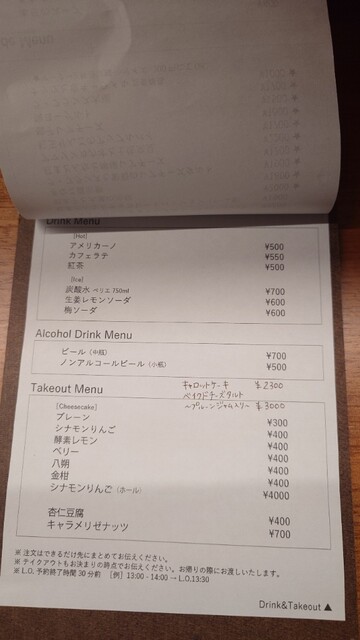 Drink Menu
[Hot]
アメリカーノ ¥500
カフェラテ ¥550
紅茶 ¥500
[Ice]
炭酸水 ペリエ 750ml ¥700
生姜レモンソーダ ¥600
梅ソーダ ¥600
Alcohol Drink Menu
ビール（中瓶） ¥700
ノンアルコールビール（小瓶） ¥500
キャロットケーキ ¥2300
Takeout Menu ベイクドチーズタルト
[Cheesecake] 〜プルーンジャム入り〜 ¥3000
プレーン ¥300
シナモンりんご ¥400
酵素レモン ¥400
ベリー ¥400
八朔 ¥400
金柑 ¥400
シナモンりんご（ホール） ¥4000
杏仁豆腐 ¥400
キャラメリゼナッツ ¥700
※ 注文はできるだけ先にまとめてお伝えください。
※ テイクアウトもお決まりの時点でお伝えください。お帰りの際にお渡しいたします。
※ L.O. 予約終了時間 30 分前 ［例］13:00 - 14:00 → L.O.13:30
Drink&Takeout ▲